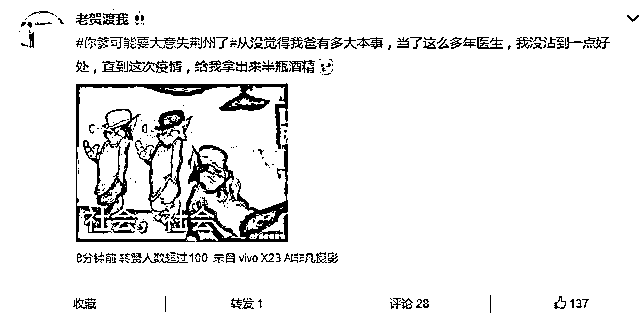 老贺渡我
#你爹可能要大意失荆州了#从没觉得我爸有多大本事，当了这么多年医生，我没沾到一点好
处，直到这次疫情，给我拿出来半瓶酒精
社会，社会
8分钟前 转赞人数超过100 来自 vivo X23 AI非凡摄影
收藏 转发 1 评论 28 137